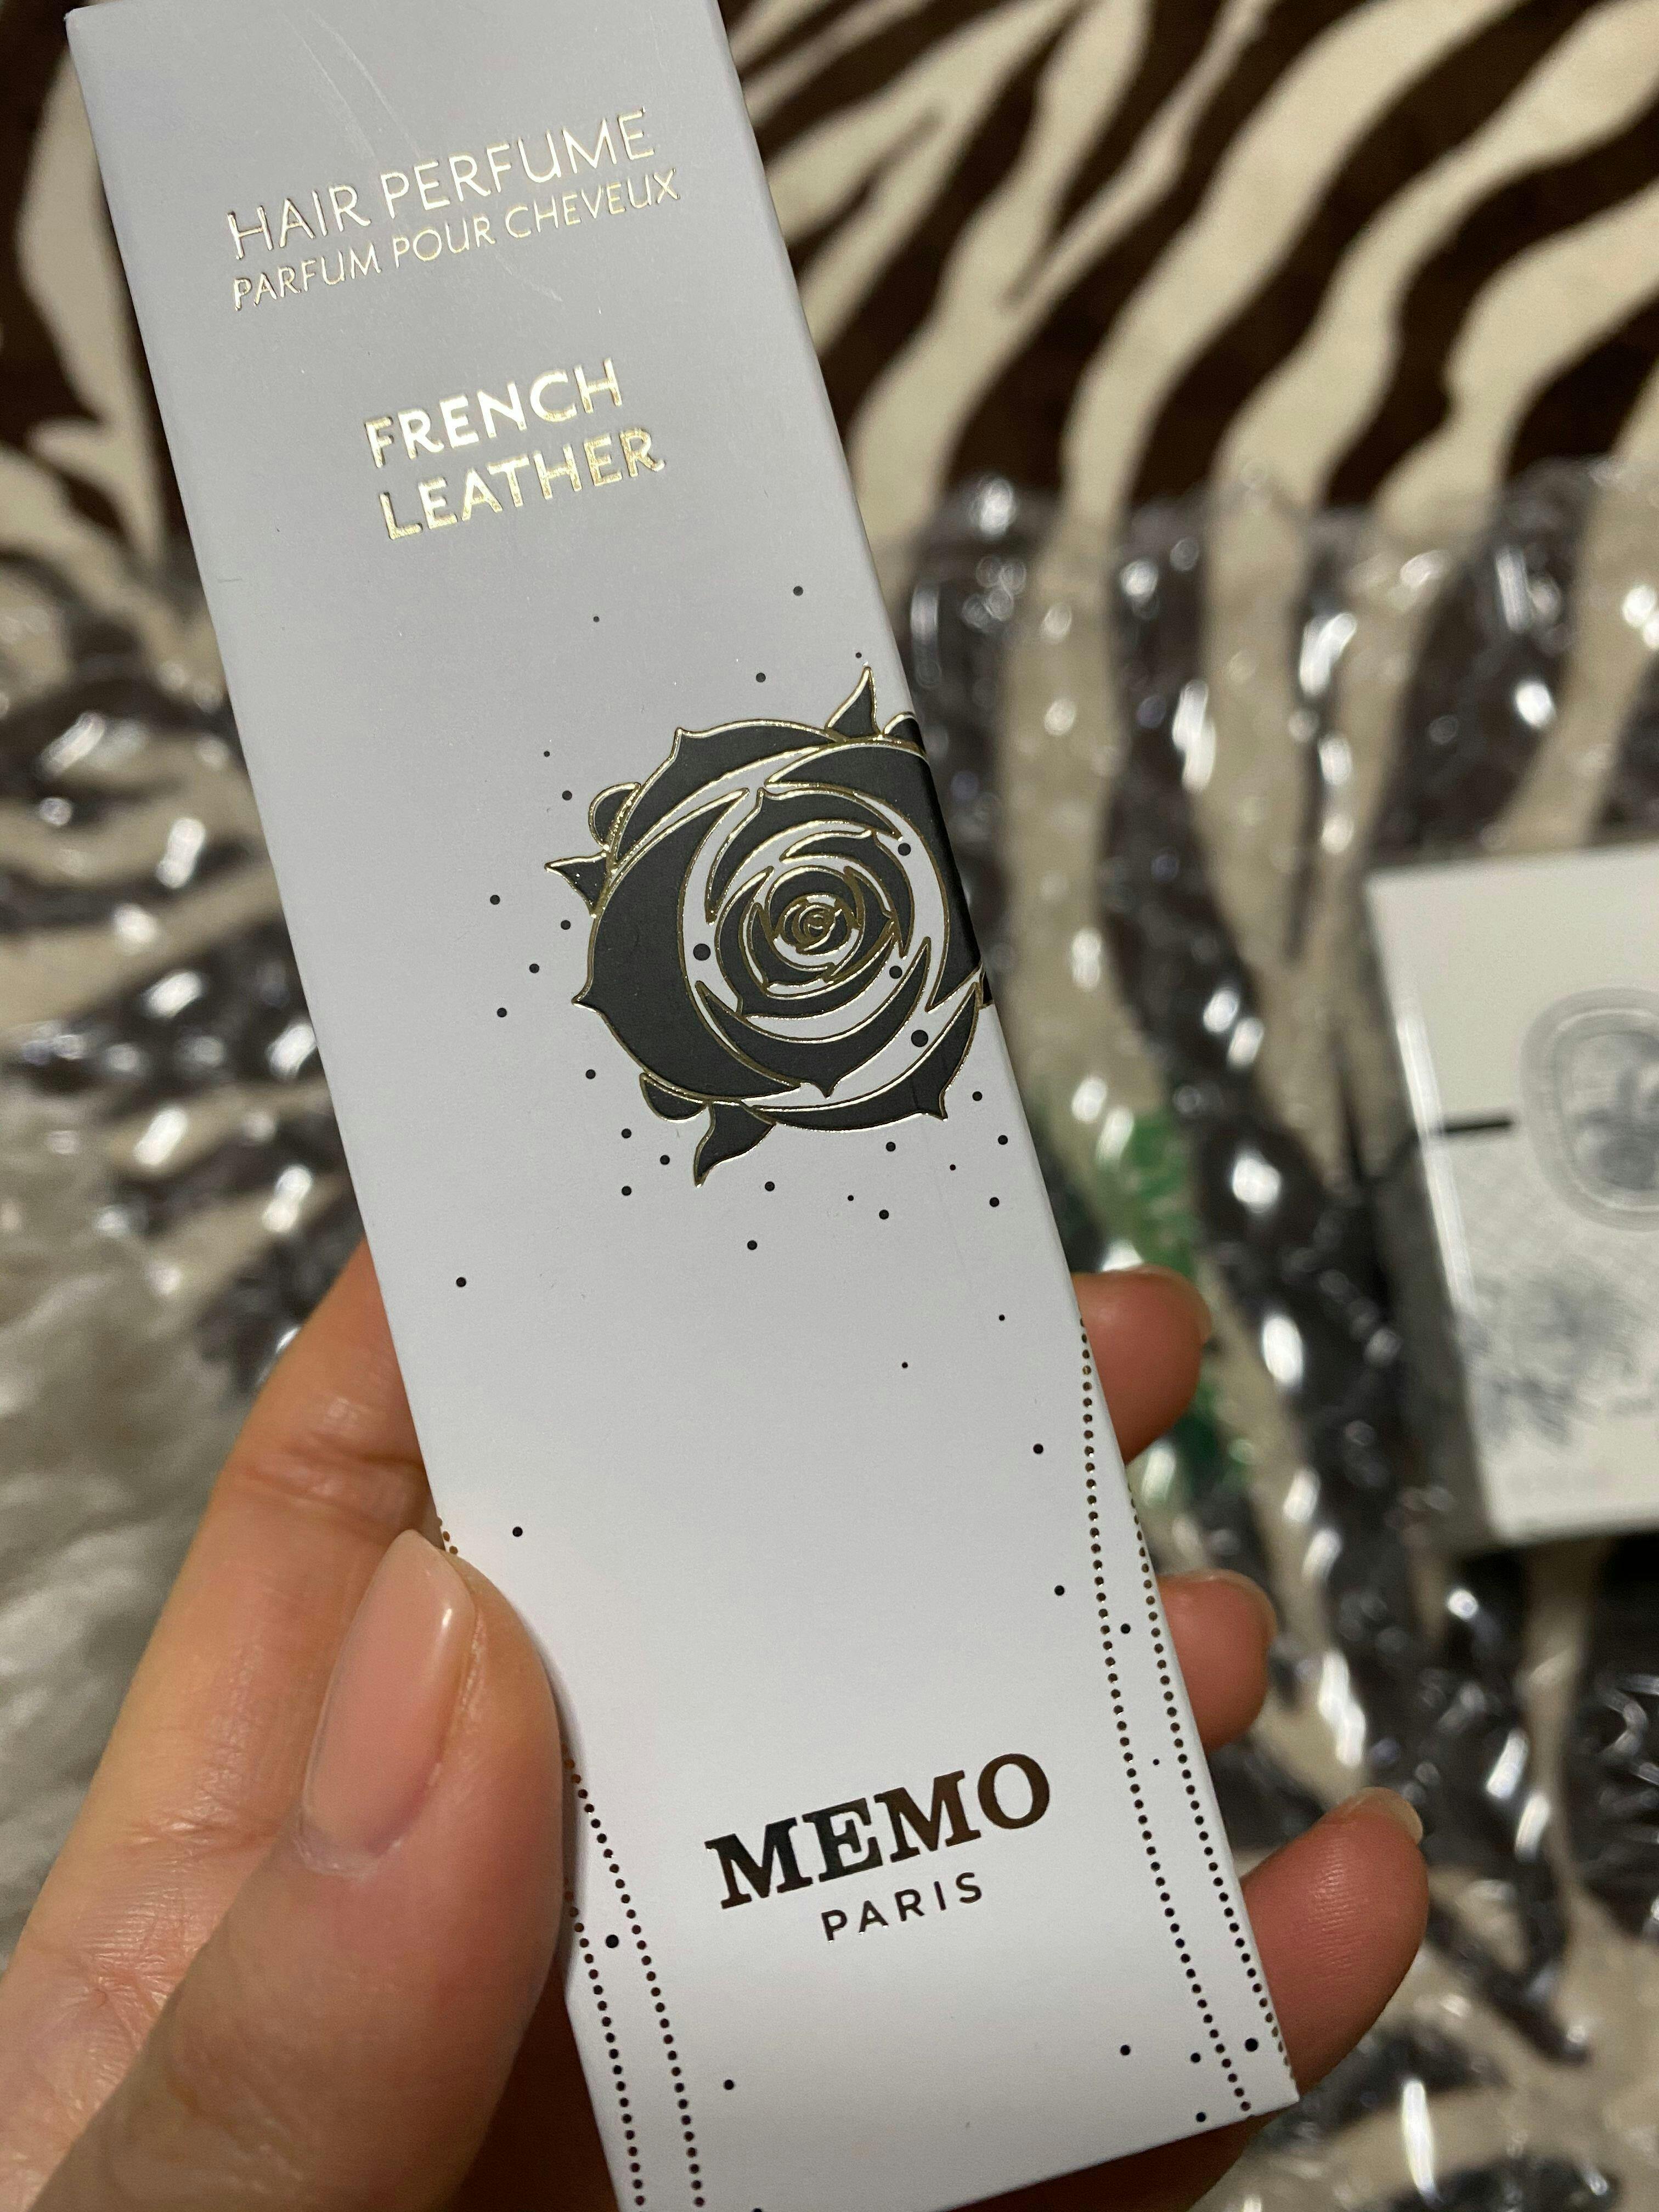 HAIR PERFUME
PARFUM POUR CHEVEUX
FRENCH
LEATHER
MEMO
PARIS